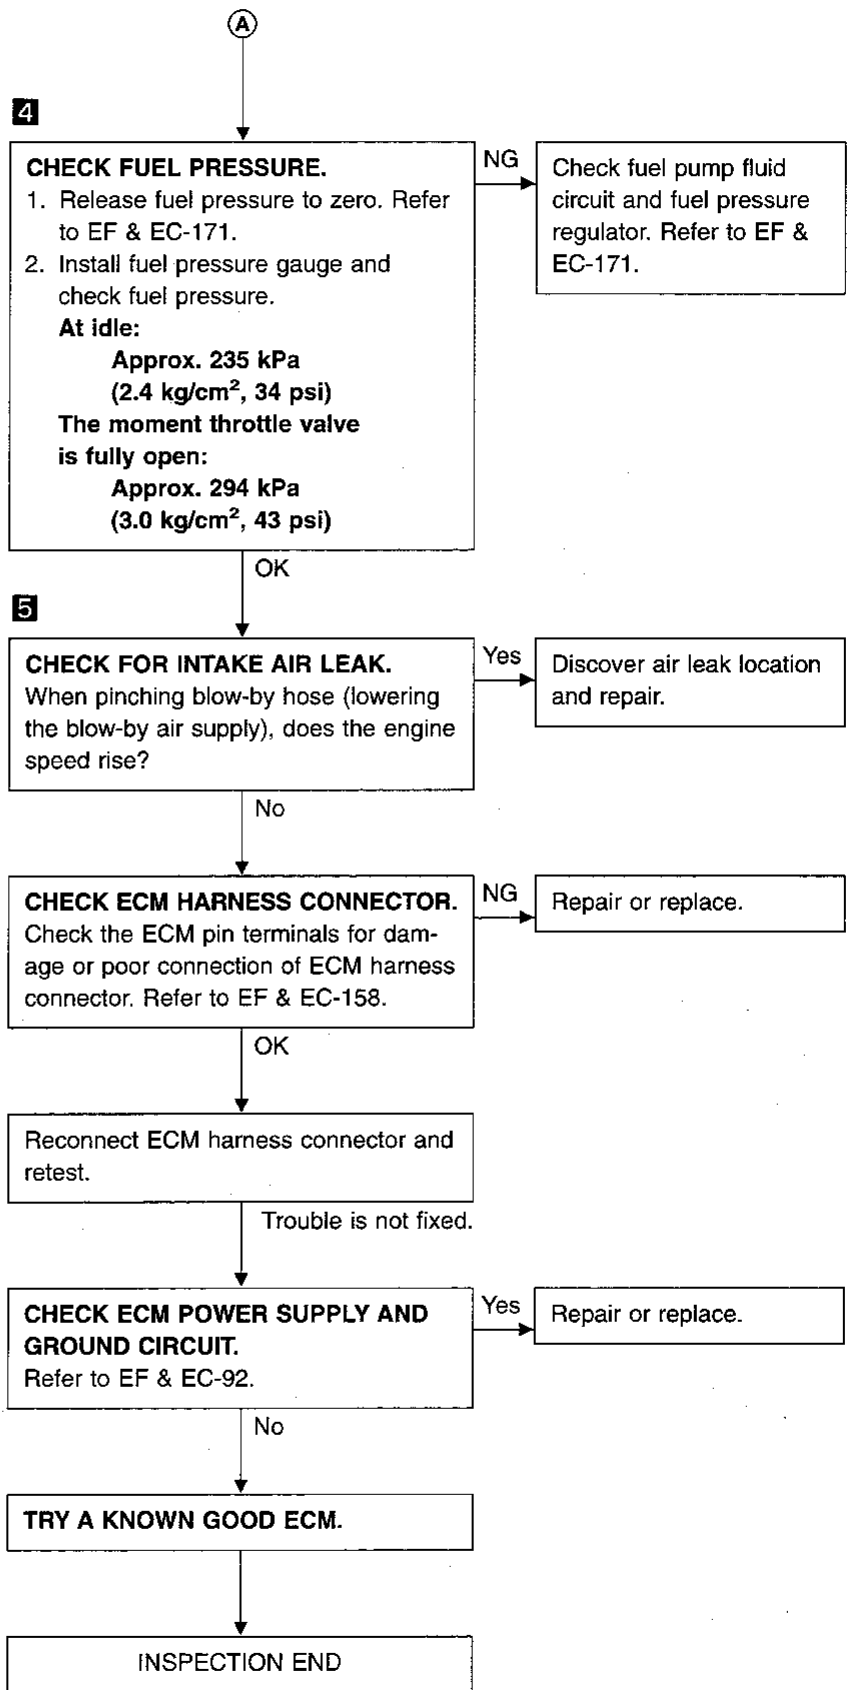 A
4
CHECK FUEL PRESSURE.
1. Release fuel pressure to zero. Refer
to EF & EC-171.
2. Install fuel pressure gauge and
check fuel pressure.
At idle:
Approx. 235 kPa
(2.4 kg/cm², 34 psi)
The moment throttle valve
is fully open:
Approx. 294 kPa
(3.0 kg/cm², 43 psi)
NG
Check fuel pump fluid
circuit and fuel pressure
regulator. Refer to EF &
EC-171.
OK
5
CHECK FOR INTAKE AIR LEAK.
When pinching blow-by hose (lowering
the blow-by air supply), does the engine
speed rise?
Yes
Discover air leak location
and repair.
No
CHECK ECM HARNESS CONNECTOR.
Check the ECM pin terminals for dam-
age or poor connection of ECM harness
connector. Refer to EF & EC-158.
NG
Repair or replace.
OK
Reconnect ECM harness connector and
retest.
Trouble is not fixed.
CHECK ECM POWER SUPPLY AND
GROUND CIRCUIT.
Refer to EF & EC-92.
Yes
Repair or replace.
No
TRY A KNOWN GOOD ECM.
INSPECTION END